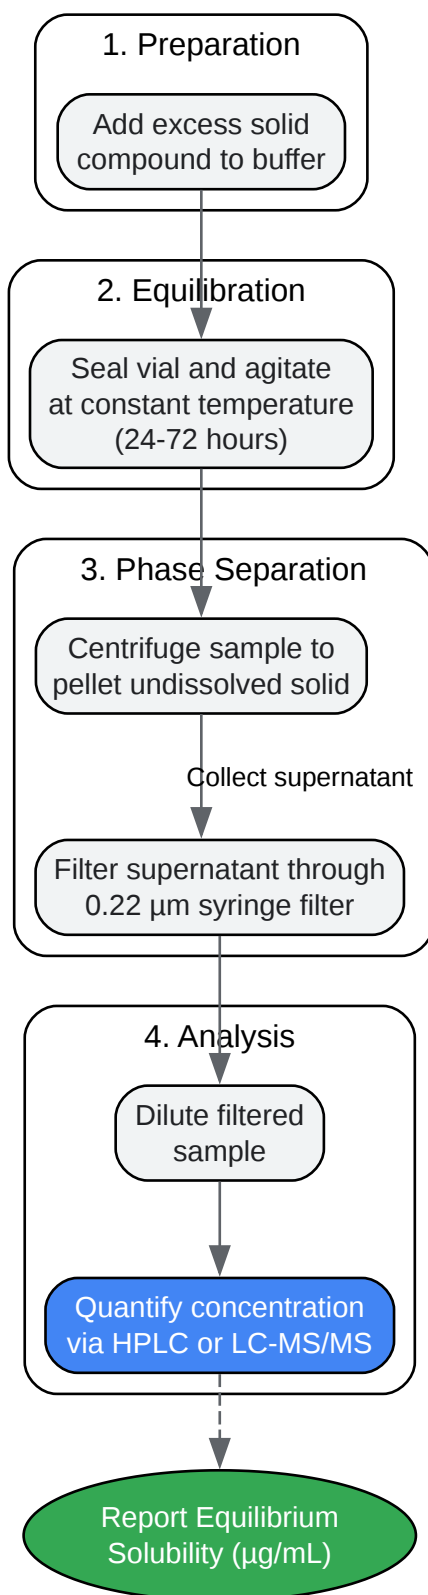 1. Preparation
Add excess solid
compound to buffer
2. Equilibration
Seal vial and agitate
at constant temperature
(24-72 hours)
3. Phase Separation
Centrifuge sample to
pellet undissolved solid
Collect supernatant
Filter supernatant through
0.22 µm syringe filter
4. Analysis
Dilute filtered
sample
Quantify concentration
via HPLC or LC-MS/MS
Report Equilibrium
Solubility (µg/mL)